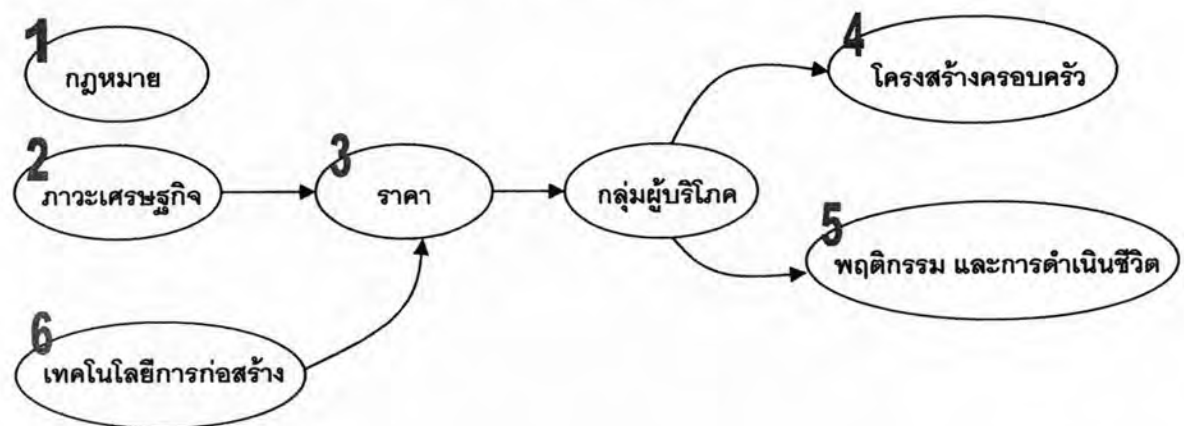 1
กฎหมาย
2
ภาวะเศรษฐกิจ
3
ราคา
กลุ่มผู้บริโภค
4
โครงสร้างครอบครัว
5
พฤติกรรม และการดำเนินชีวิต
6
เทคโนโลยีการก่อสร้าง